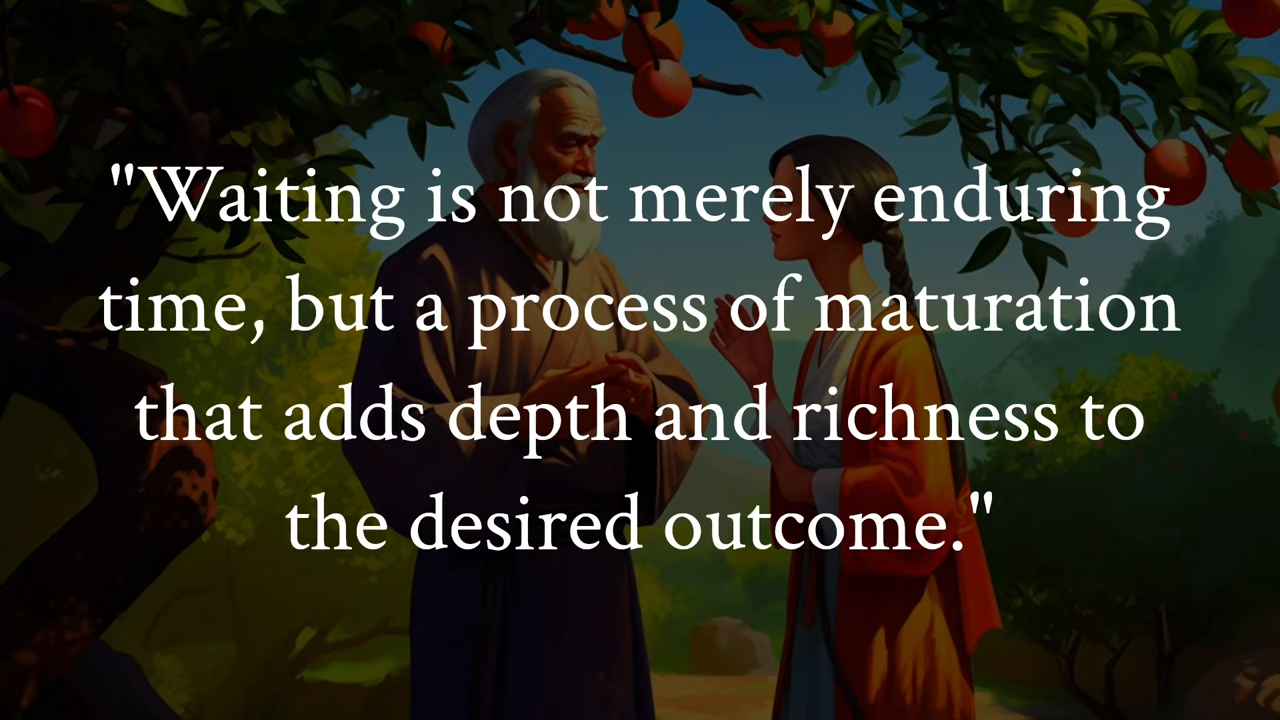 "Waiting is not merely enduring
time, but a process of maturation
that adds depth and richness to
the desired outcome."